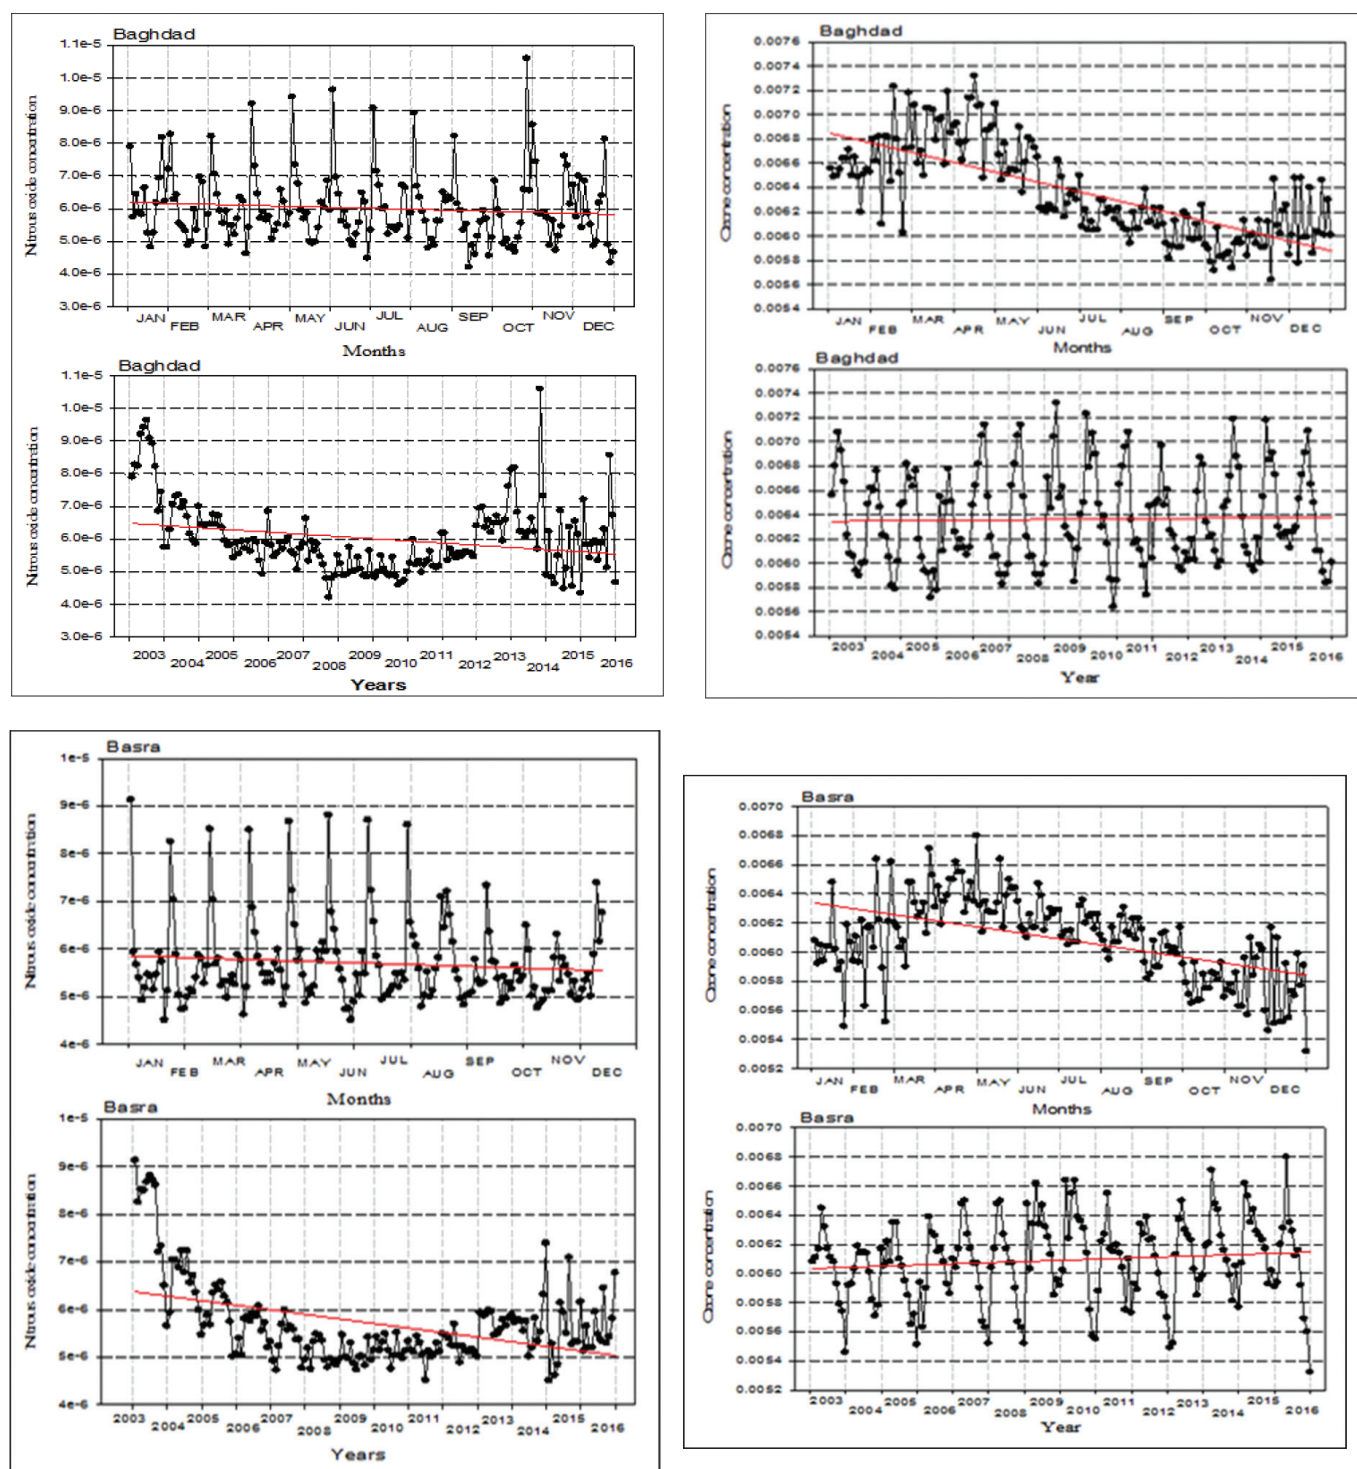 Baghdad
Nitrous oxide concentration
1.1e-5
1.0e-5
9.0e-6
8.0e-6
7.0e-6
6.0e-6
5.0e-6
4.0e-6
3.0e-6
JAN FEB MAR APR MAY JUN JUL AUG SEP OCT NOV DEC
Months
Baghdad
Nitrous oxide concentration
1.1e-5
1.0e-5
9.0e-6
8.0e-6
7.0e-6
6.0e-6
5.0e-6
4.0e-6
3.0e-6
2003 2004 2005 2006 2007 2008 2009 2010 2011 2012 2013 2014 2015 2016
Years
Baghdad
Ozone concentration
0.0076
0.0074
0.0072
0.0070
0.0068
0.0066
0.0064
0.0062
0.0060
0.0058
0.0056
0.0054
JAN FEB MAR APR MAY JUN JUL AUG SEP OCT NOV DEC
Months
Baghdad
Ozone concentration
0.0076
0.0074
0.0072
0.0070
0.0068
0.0066
0.0064
0.0062
0.0060
0.0058
0.0056
0.0054
2003 2004 2005 2006 2007 2008 2009 2010 2011 2012 2013 2014 2015 2016
Year
Basra
Nitrous oxide concentration
1e-5
9e-6
8e-6
7e-6
6e-6
5e-6
4e-6
JAN FEB MAR APR MAY JUN JUL AUG SEP OCT NOV DEC
Months
Basra
Nitrous oxide concentration
1e-5
9e-6
8e-6
7e-6
6e-6
5e-6
4e-6
2003 2004 2005 2006 2007 2008 2009 2010 2011 2012 2013 2014 2015 2016
Years
Basra
Ozone concentration
0.0070
0.0068
0.0066
0.0064
0.0062
0.0060
0.0058
0.0056
0.0054
0.0052
JAN FEB MAR APR MAY JUN JUL AUG SEP OCT NOV DEC
Months
Basra
Ozone concentration
0.0070
0.0068
0.0066
0.0064
0.0062
0.0060
0.0058
0.0056
0.0054
0.0052
2003 2004 2005 2006 2007 2008 2009 2010 2011 2012 2013 2014 2015 2016
Year